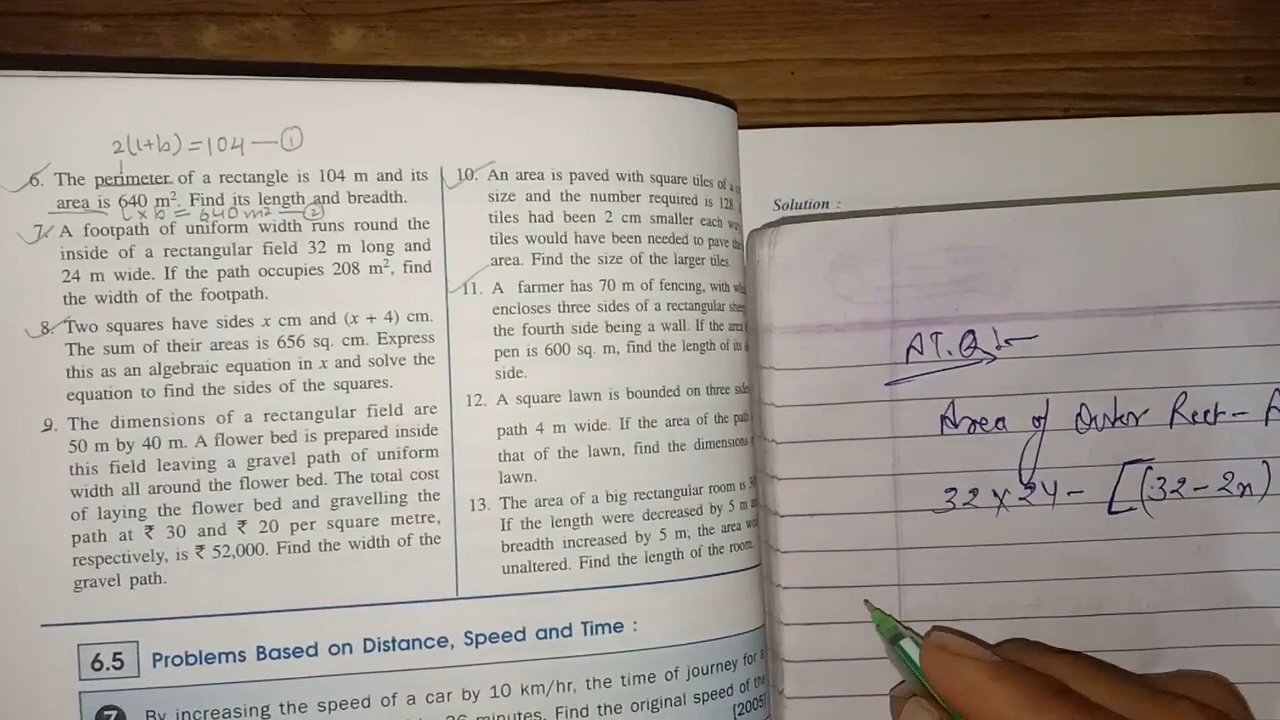 2(l+b) = 104 — ①
6. The perimeter of a rectangle is 104 m and its
area is 640 m². Find its length and breadth.
l × b = 640 m² — ②
7. A footpath of uniform width runs round the
inside of a rectangular field 32 m long and
24 m wide. If the path occupies 208 m², find
the width of the footpath.
8. Two squares have sides x cm and (x + 4) cm.
The sum of their areas is 656 sq. cm. Express
this as an algebraic equation in x and solve the
equation to find the sides of the squares.
9. The dimensions of a rectangular field are
50 m by 40 m. A flower bed is prepared inside
this field leaving a gravel path of uniform
width all around the flower bed. The total cost
of laying the flower bed and gravelling the
path at ₹ 30 and ₹ 20 per square metre,
respectively, is ₹ 52,000. Find the width of the
gravel path.
10. An area is paved with square tiles of a
size and the number required is 128.
tiles had been 2 cm smaller each
tiles would have been needed to pave
area. Find the size of the larger tiles.
11. A farmer has 70 m of fencing, with
encloses three sides of a rectangular
the fourth side being a wall. If the area
pen is 600 sq. m, find the length of its
side.
12. A square lawn is bounded on three
path 4 m wide. If the area of the
that of the lawn, find the dimensions
lawn.
13. The area of a big rectangular room is
If the length were decreased by 5 m
breadth increased by 5 m; the area
unaltered. Find the length of the room.
6.5 Problems Based on Distance, Speed and Time :
7 By increasing the speed of a car by 10 km/hr, the time of journey for
minutes. Find the original speed of the
[2005]
Solution :
AT.Q:-
Area of Outer Rect -
32 × 24 - [(32 - 2x)